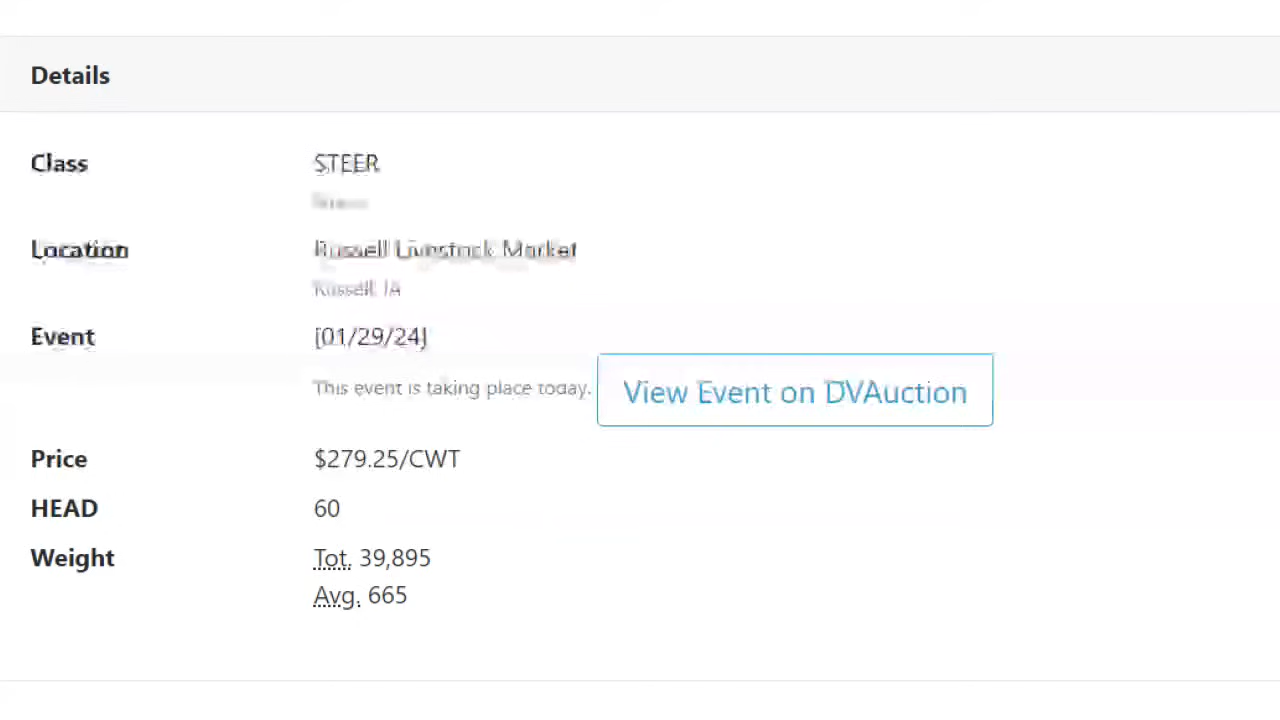 Details
Class STEER
Location Russell Livestock Market
Russell, IA
Event [01/29/24]
This event is taking place today. View Event on DVAuction
Price $279.25/CWT
HEAD 60
Weight Tot. 39,895
Avg. 665